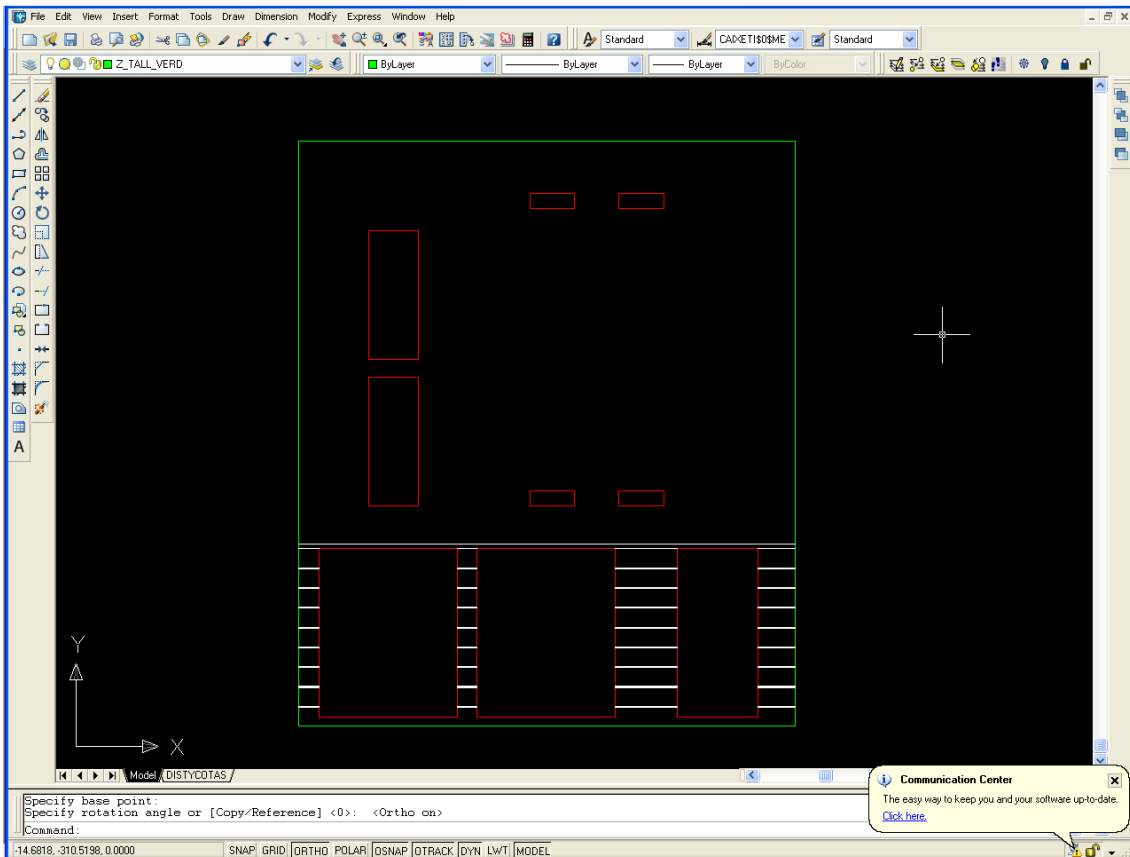 File Edit View Insert Format Tools Draw Dimension Modify Express Window Help
Standard CAIXETI$0$ME Standard
Z_TALL_VERD ByLayer ByLayer ByLayer ByColor
A
Y
X
Model DISTYCOTAS
Communication Center
The easy way to keep you and your software up-to-date.
Click here.
Specify base point:
Specify rotation angle or [Copy/Reference] <0>: <Ortho on>
Command:
-14.6818, -310.5198, 0.0000 SNAP GRID ORTHO POLAR OSNAP OTRACK DYN LWT MODEL